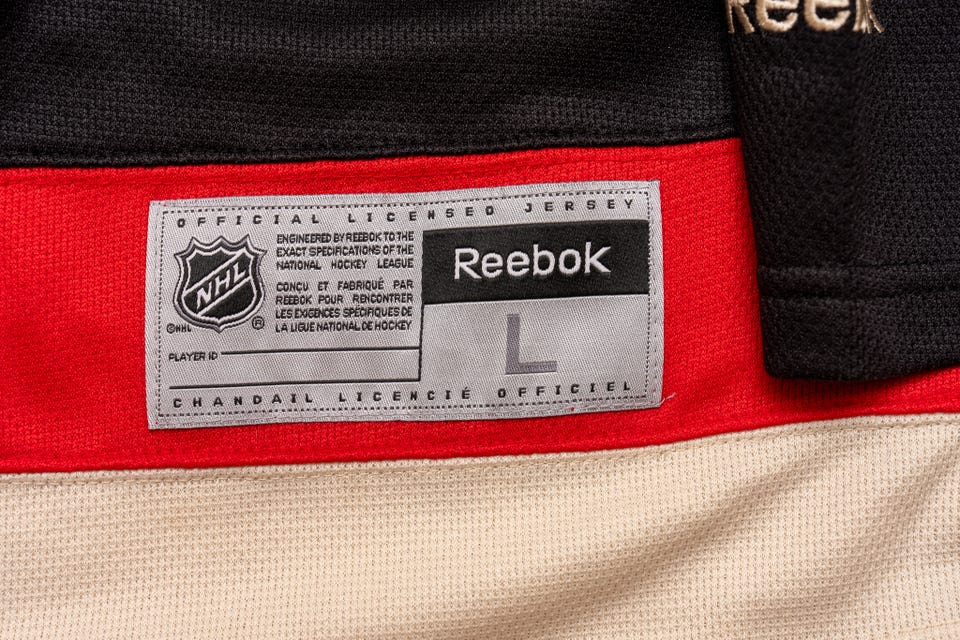 Reebok
OFFICIAL LICENSED JERSEY
NHL
©NHL ®
ENGINEERED BY REEBOK TO THE
EXACT SPECIFICATIONS OF THE
NATIONAL HOCKEY LEAGUE
CONÇU ET FABRIQUÉ PAR
REEBOK POUR RENCONTRER
LES EXIGENCES SPÉCIFIQUES DE
LA LIGUE NATIONAL DE HOCKEY
PLAYER ID
Reebok
L
CHANDAIL LICENCIÉ OFFICIEL